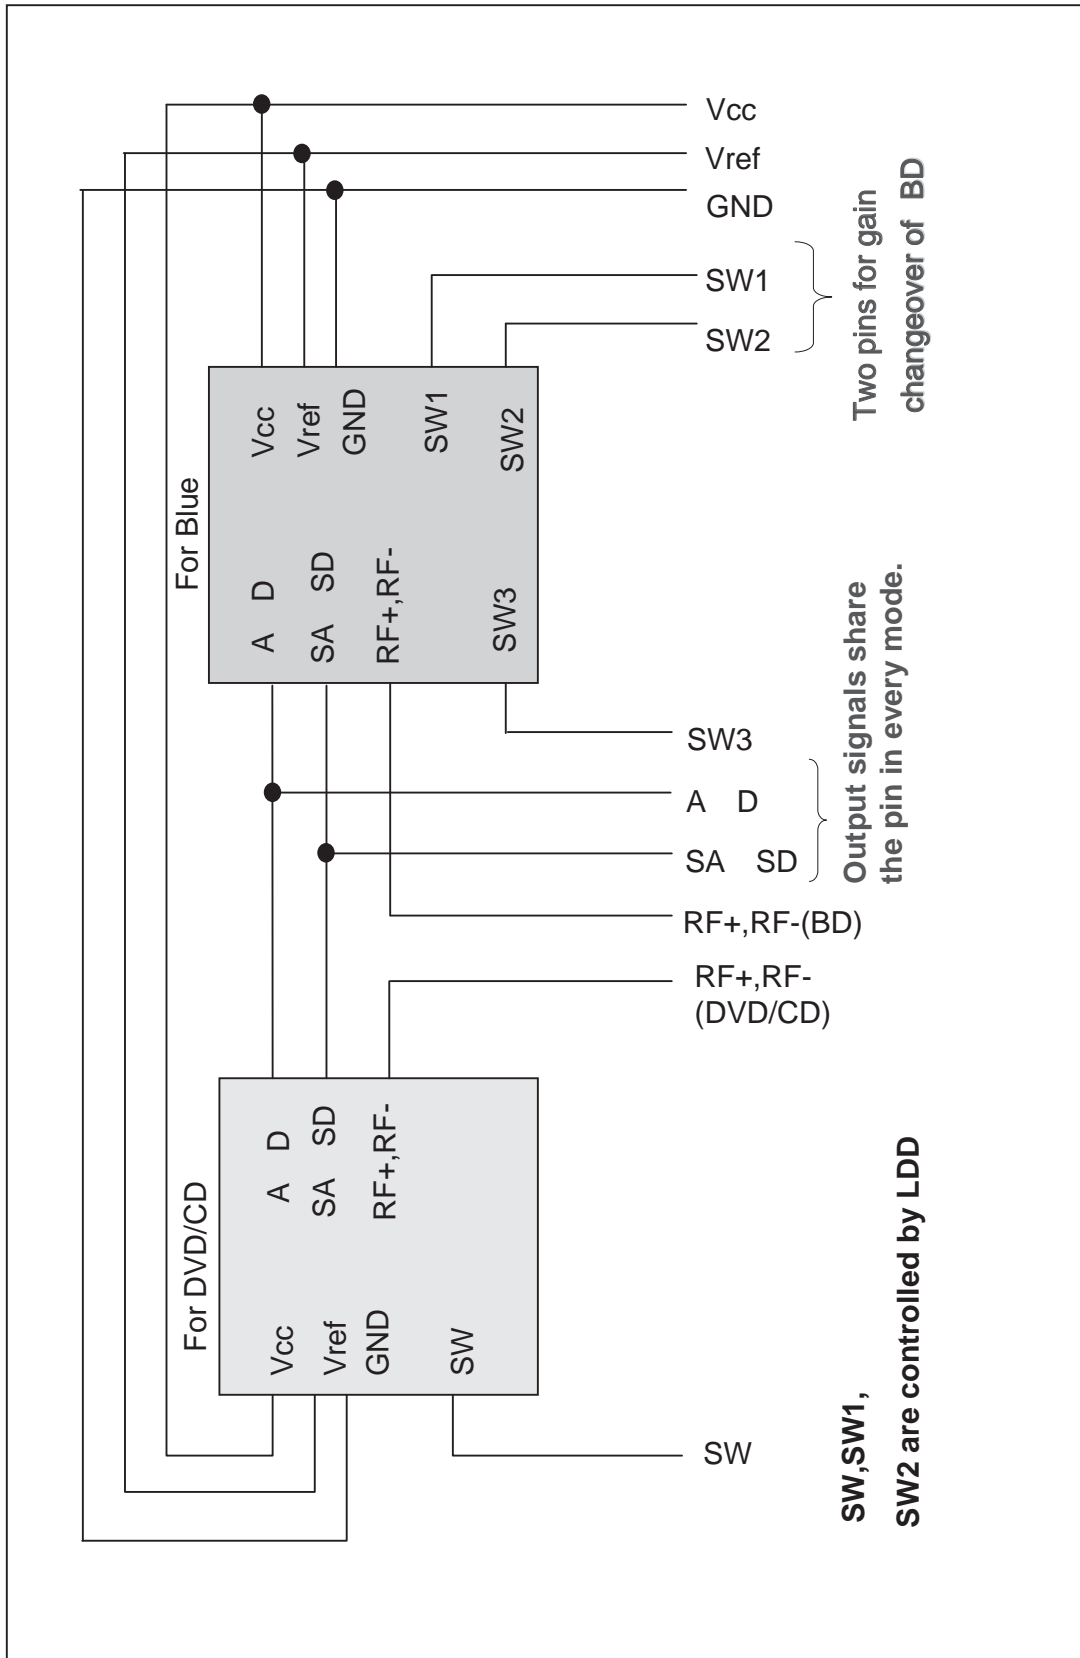 Vcc
Vref
GND
SW1
SW2
Two pins for gain
changeover of BD
For Blue
Vcc
Vref
GND
SW1
SW2
A D
SA SD
RF+,RF-
SW3
SW3
A D
SA SD
Output signals share
the pin in every mode.
RF+,RF-(BD)
RF+,RF-
(DVD/CD)
For DVD/CD
A D
SA SD
RF+,RF-
Vcc
Vref
GND
SW
SW
SW,SW1,
SW2 are controlled by LDD